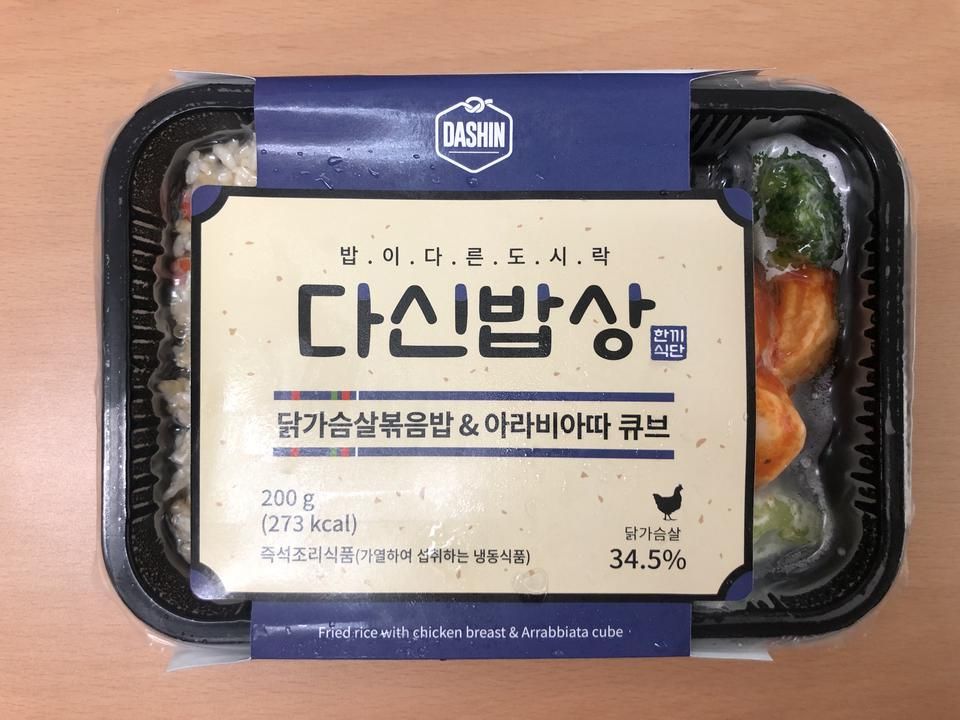 DASHIN
밥.이.다.른.도.시.락
다신밥상
한끼
식단
닭가슴살볶음밥 & 아라비아따 큐브
200 g
(273 kcal)
즉석조리식품(가열하여 섭취하는 냉동식품)
닭가슴살
34.5%
Fried rice with chicken breast & Arrabbiata cube